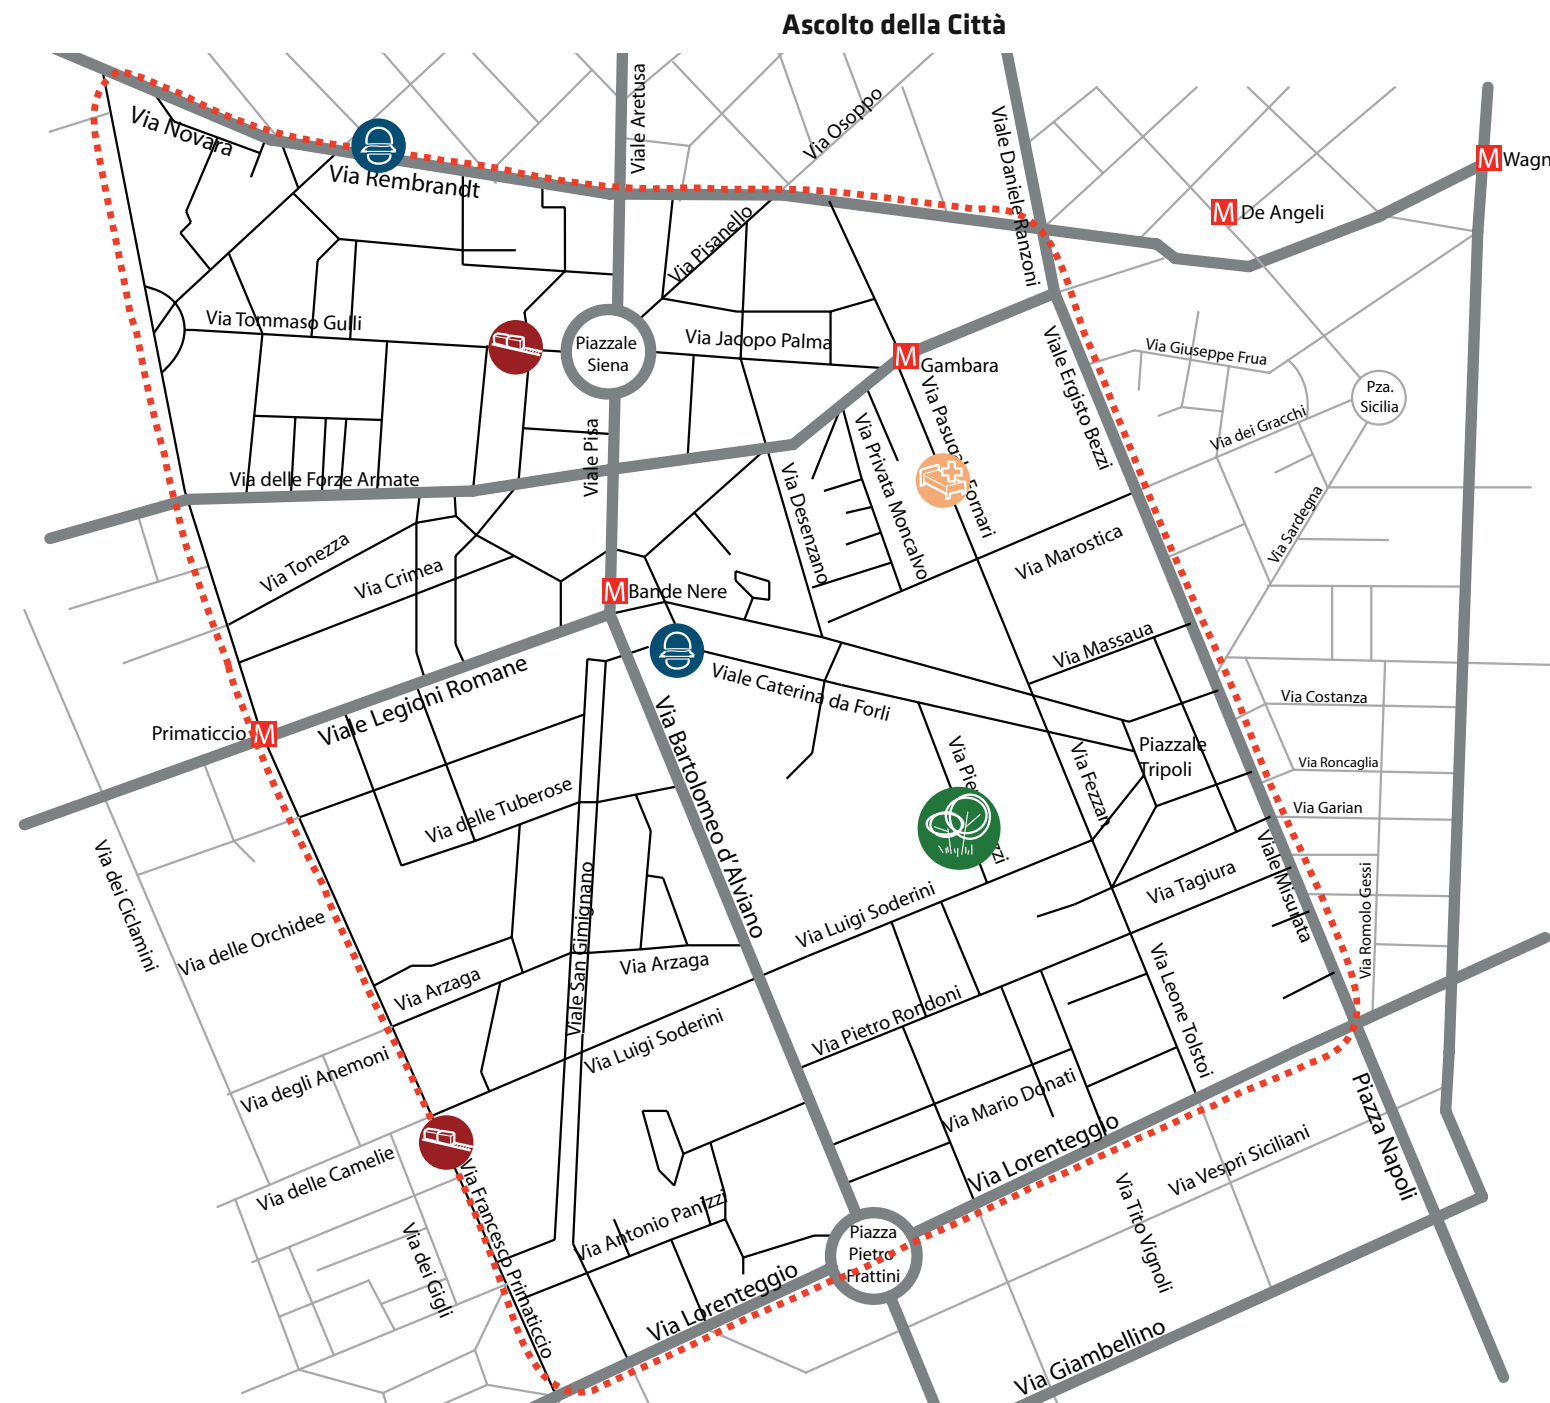 Ascolto della Città
Via Novara
Via Rembrandt
Viale Aretusa
Via Osoppo
Viale Daniele Ranzoni
M
M De Angeli
Via Pisanello
Via Tommaso Gulli
Piazzale
Siena
Via Jacopo Palma
M Gambara
Viale Ergisto Bezzi
Via Giuseppe Frua
Pza.
Sicilia
Via dei Gracchi
Via delle Forze Armate
Viale Pisa
Via Desenzano
Via Privata Moncalvo
Fornari
Via Sardegna
Via Tonezza
Via Crimea
Via Marostica
M Bande Nere
Via Massaua
Viale Caterina da Forli
Viale Legioni Romane
Primaticcio M
Via Bartolomeo d'Alviano
Via Costanza
Piazzale
Tripoli
Via Roncaglia
Via Fezzan
Via Garian
Via delle Tuberose
Viale Misurata
Via dei Ciclamini
Via delle Orchidee
Via Luigi Soderini
Via Tagiura
Via Romolo Gessi
Via Arzaga
Via Arzaga
Viale San Gimignano
Via Leone Tolstoi
Via Pietro Rondoni
Via Luigi Soderini
Via degli Anemoni
Via Mario Donati
Via Lorenteggio
Piazza Napoli
Via Vespri Siciliani
Via Tito Vignoli
Via delle Camelie
Via Francesco Primaticcio
Via dei Gigli
Via Antonio Panizzi
Piazza
Pietro
Frattini
Via Lorenteggio
Via Giambellino